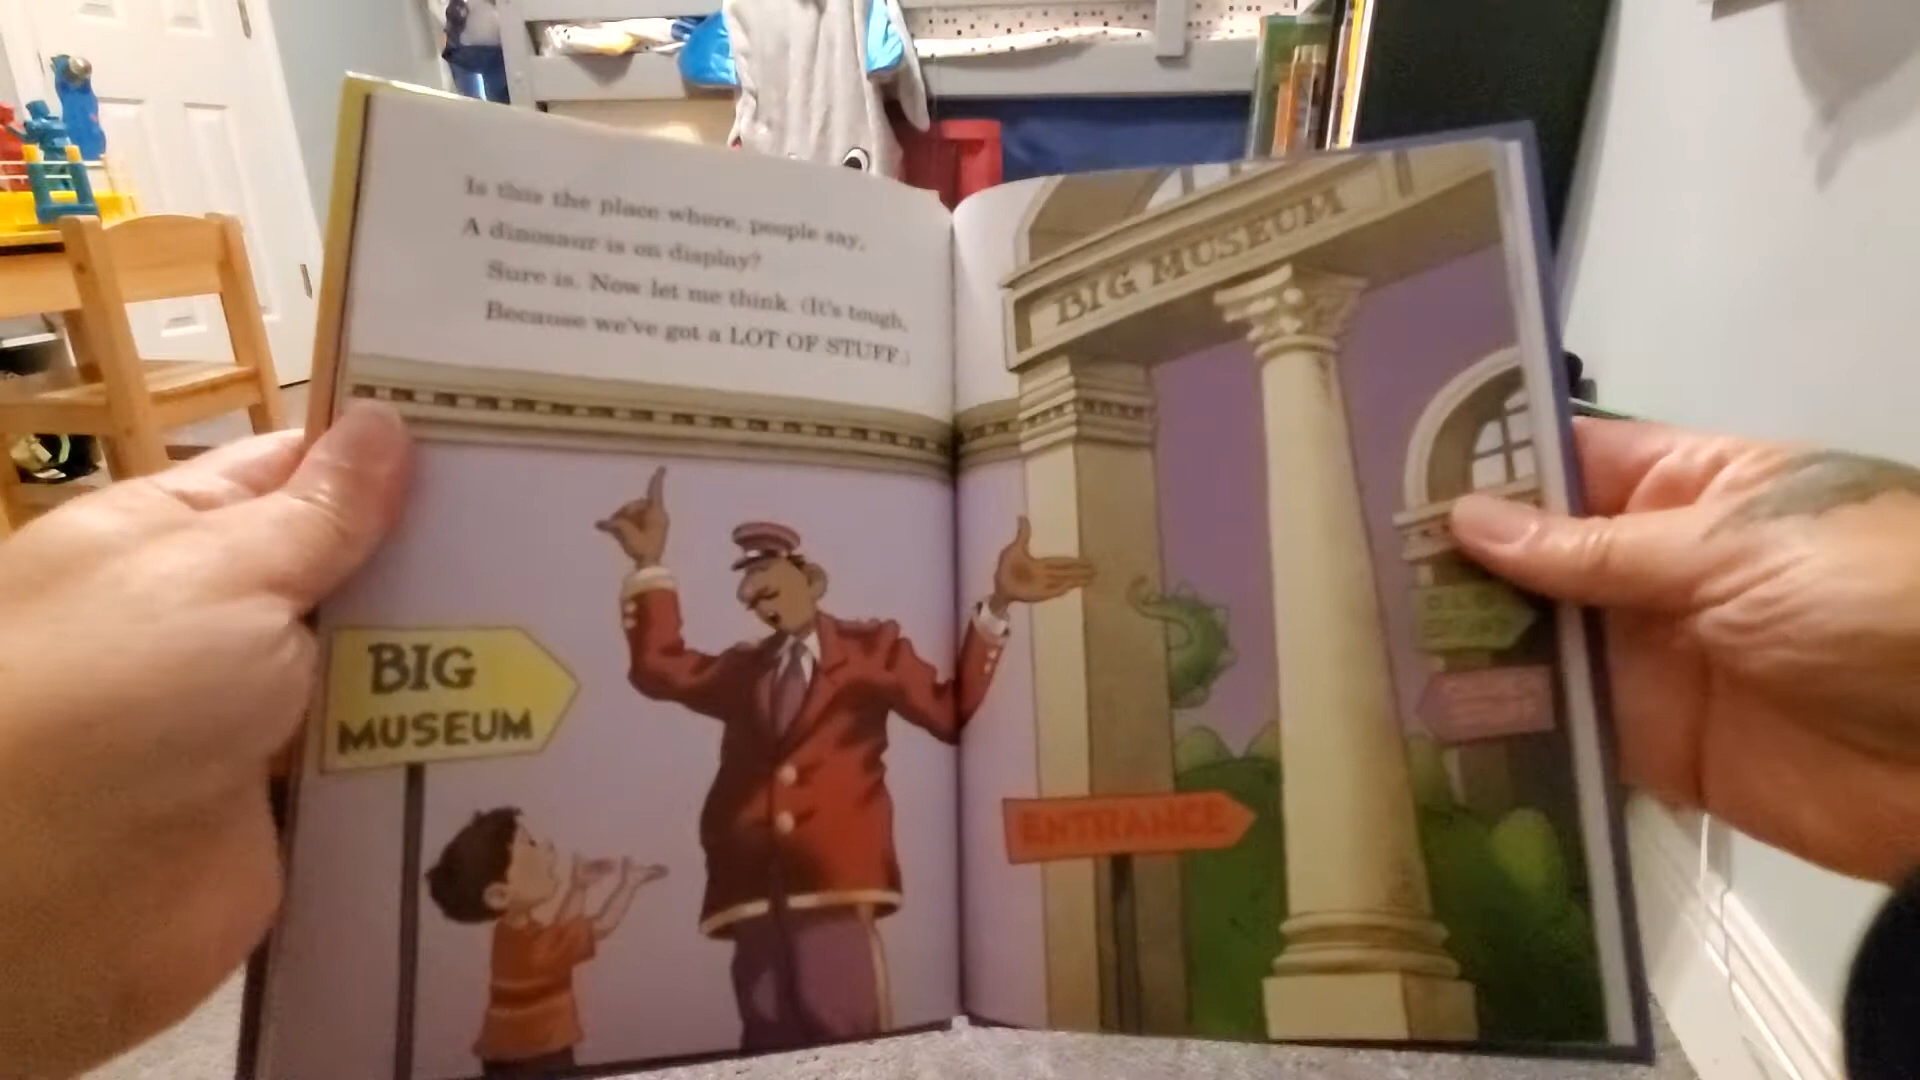 Is this the place where, people say,
A dinosaur is on display?
Sure is. Now let me think. (It's tough,
Because we've got a LOT OF STUFF.)
BIG MUSEUM
BIG
MUSEUM
ENTRANCE